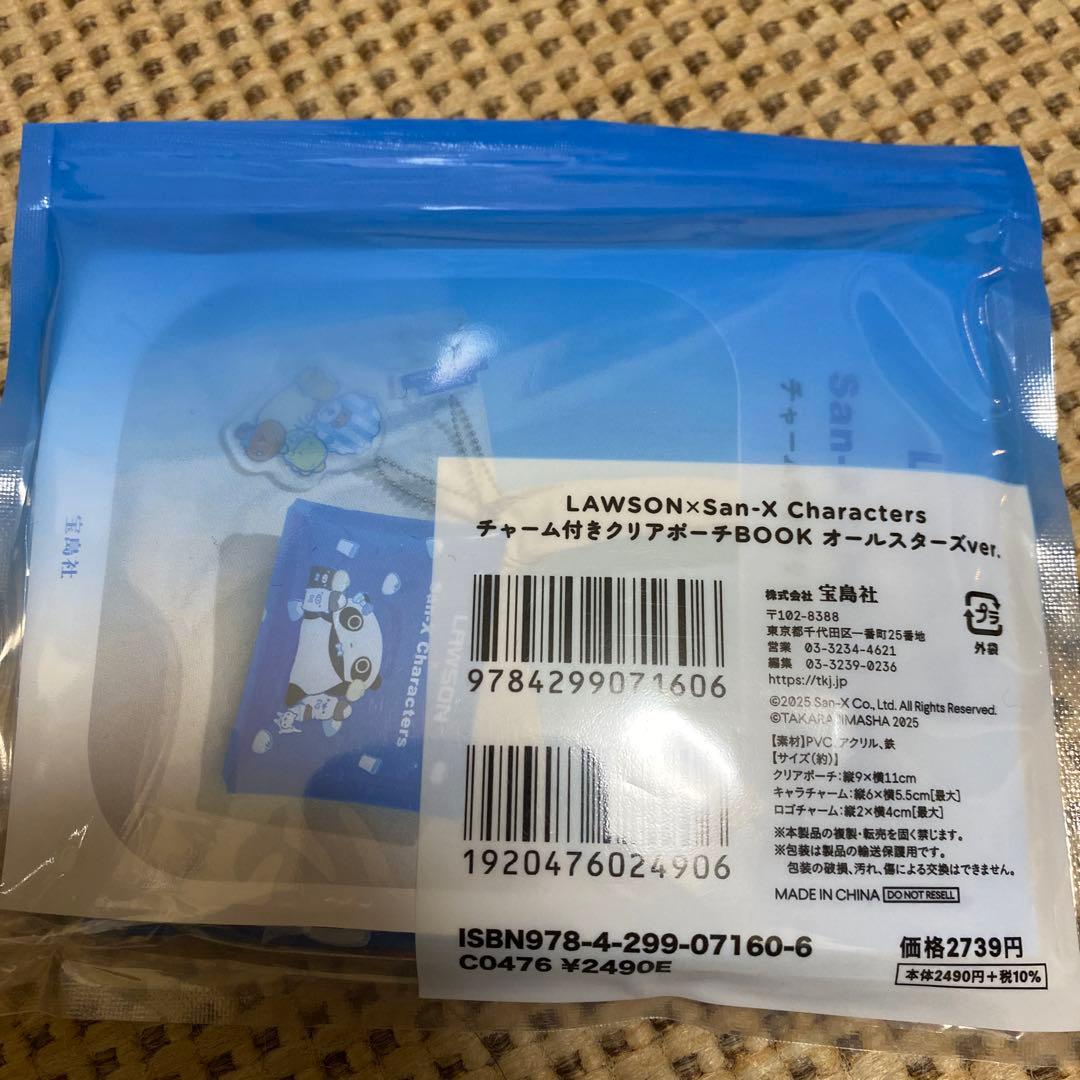 LAWSON×San-X Characters
チャーム付きクリアポーチBOOK オールスターズver.
9784299071606
1920476024906
株式会社 宝島社
〒102-8388
東京都千代田区一番町25番地
営業 03-3234-4621
編集 03-3239-0236
https://tkj.jp
プラ
外袋
©2025 San-X Co., Ltd. All Rights Reserved.
©TAKARAJIMASHA 2025
【素材】PVC、アクリル、鉄
【サイズ(約)】
クリアポーチ:縦9×横11cm
キャラチャーム:縦6×横5.5cm[最大]
ロゴチャーム:縦2×横4cm[最大]
※本製品の複製・転売を固く禁じます。
※包装は製品の輸送保護用です。
包装の破損、汚れ、傷による交換はできません。
MADE IN CHINA DO NOT RESELL
ISBN978-4-299-07160-6
C0476 ¥2490E
価格2739円
本体2490円+税10%
宝島社
San-X Characters
LAWSON
San-
チャー